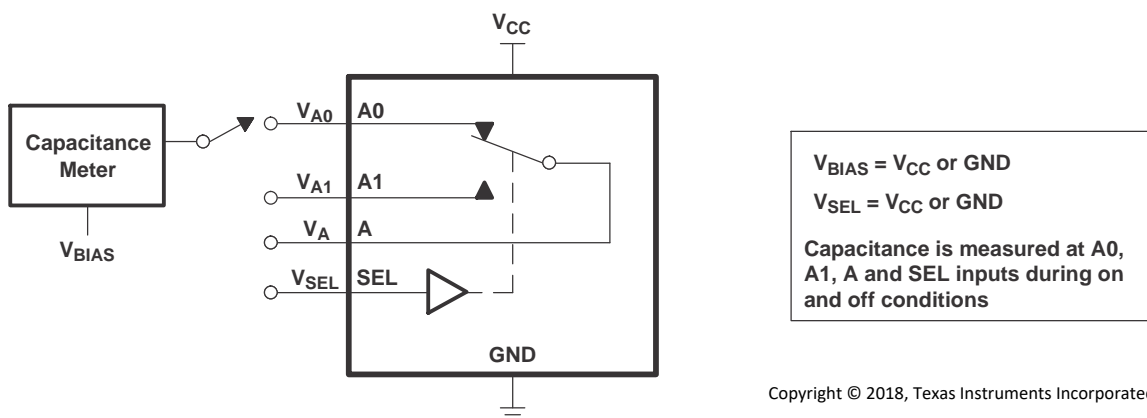 VCC
VA0 A0
Capacitance
Meter
VA1 A1
VA A
VBIAS
VSEL SEL
GND
VBIAS = VCC or GND
VSEL = VCC or GND
Capacitance is measured at A0,
A1, A and SEL inputs during on
and off conditions
Copyright © 2018, Texas Instruments Incorporate